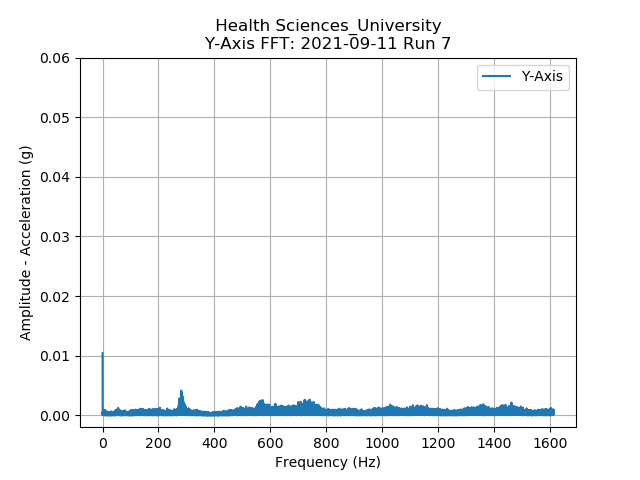 Health Sciences_University
Y-Axis FFT: 2021-09-11 Run 7
Y-Axis
0.06
0.05
0.04
0.03
0.02
0.01
0.00
Amplitude - Acceleration (g)
0 200 400 600 800 1000 1200 1400 1600
Frequency (Hz)